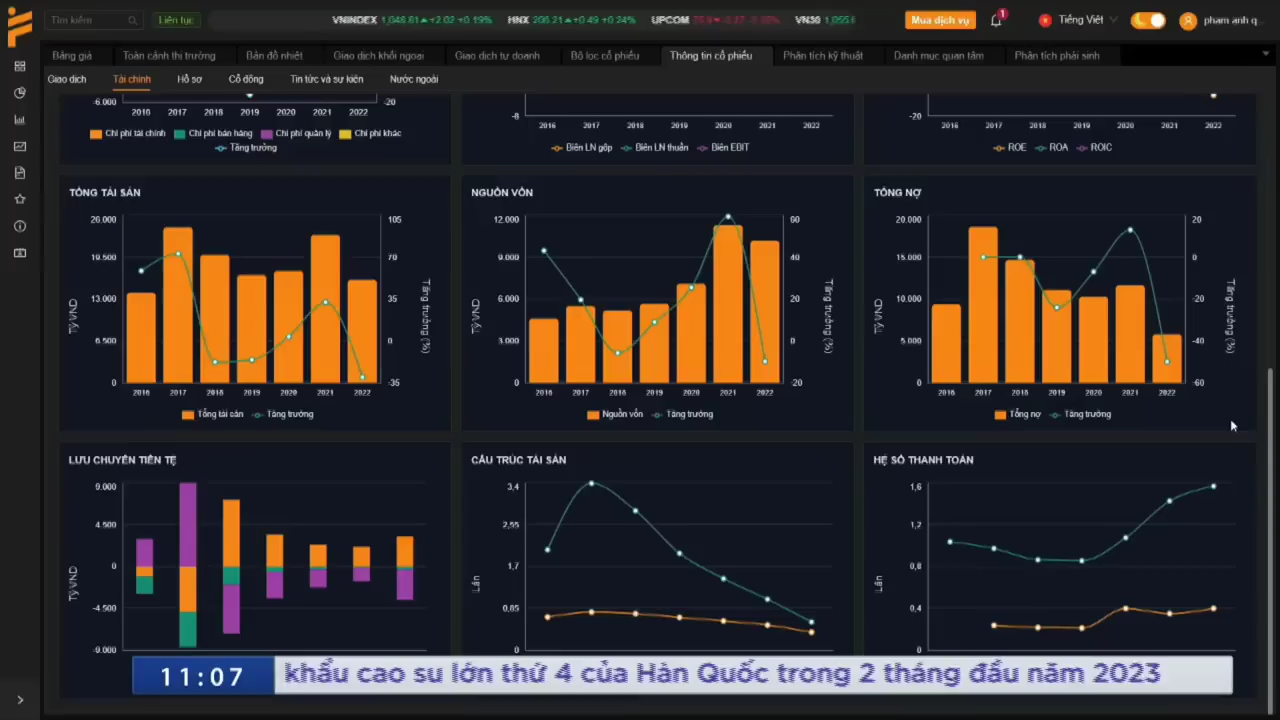 Tìm kiếm
Liên tục
VNINDEX 1,048.61 +2.02 +0.19%
HNX 206.21 +0.49 +0.24%
UPCOM
VN30
Mua dịch vụ
1
Tiếng Việt
pham anh q...
Bảng giá
Toàn cảnh thị trường
Bản đồ nhiệt
Giao dịch khối ngoại
Giao dịch tự doanh
Bộ lọc cổ phiếu
Thông tin cổ phiếu
Phân tích kỹ thuật
Danh mục quan tâm
Phân tích phái sinh
Giao dịch
Tài chính
Hồ sơ
Cổ đông
Tin tức và sự kiện
Nước ngoài
-6.000
-20
2016 2017 2018 2019 2020 2021 2022
Chi phí tài chính
Chi phí bán hàng
Chi phí quản lý
Chi phí khác
Tăng trưởng
-8
2016 2017 2018 2019 2020 2021 2022
Biên LN gộp
Biên LN thuần
Biên EBIT
-20
2016 2017 2018 2019 2020 2021 2022
ROE
ROA
ROIC
TỔNG TÀI SẢN
26.000
19.500
13.000
6.500
0
Tỷ VND
105
70
35
0
-35
Tăng trưởng (%)
2016 2017 2018 2019 2020 2021 2022
Tổng tài sản
Tăng trưởng
NGUỒN VỐN
12.000
9.000
6.000
3.000
0
Tỷ VND
60
40
20
0
-20
Tăng trưởng (%)
2016 2017 2018 2019 2020 2021 2022
Nguồn vốn
Tăng trưởng
TỔNG NỢ
20.000
15.000
10.000
5.000
0
Tỷ VND
20
0
-20
-40
-60
Tăng trưởng (%)
2016 2017 2018 2019 2020 2021 2022
Tổng nợ
Tăng trưởng
LƯU CHUYỂN TIỀN TỆ
9.000
4.500
0
-4.500
-9.000
Tỷ VND
CẤU TRÚC TÀI SẢN
3,4
2,55
1,7
0,85
0
Lần
HỆ SỐ THANH TOÁN
1,6
1,2
0,8
0,4
0
Lần
11:07
khẩu cao su lớn thứ 4 của Hàn Quốc trong 2 tháng đầu năm 2023